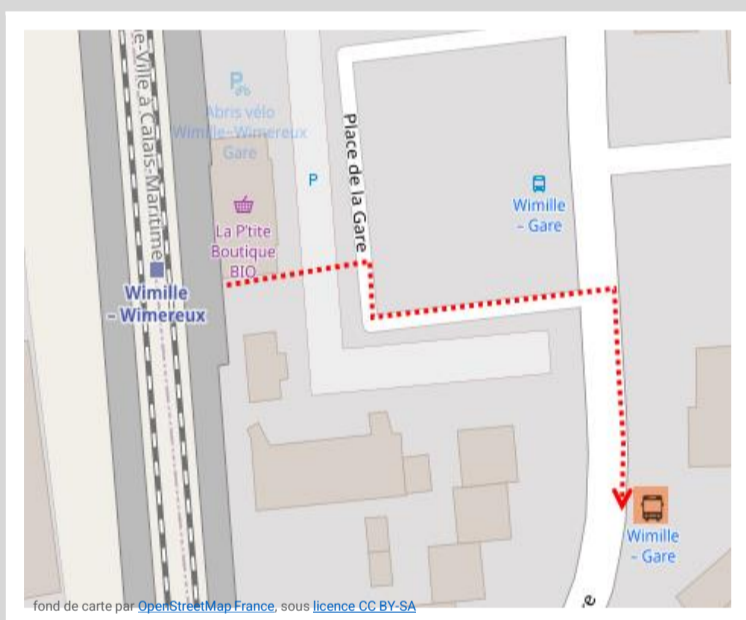 e-Ville à Calais-Maritime
Abris vélo
Wimille-Wimereux
Gare
P
Place de la Gare
Wimille
– Gare
La P'tite
Boutique
BIO
Wimille
– Wimereux
Wimille
– Gare
fond de carte par OpenStreetMap France, sous licence CC BY-SA